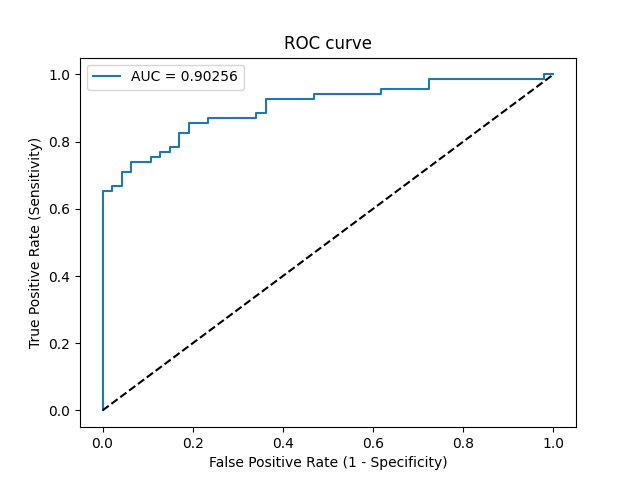 ROC curve
AUC = 0.90256
1.0
0.8
0.6
0.4
0.2
0.0
True Positive Rate (Sensitivity)
0.0 0.2 0.4 0.6 0.8 1.0
False Positive Rate (1 - Specificity)